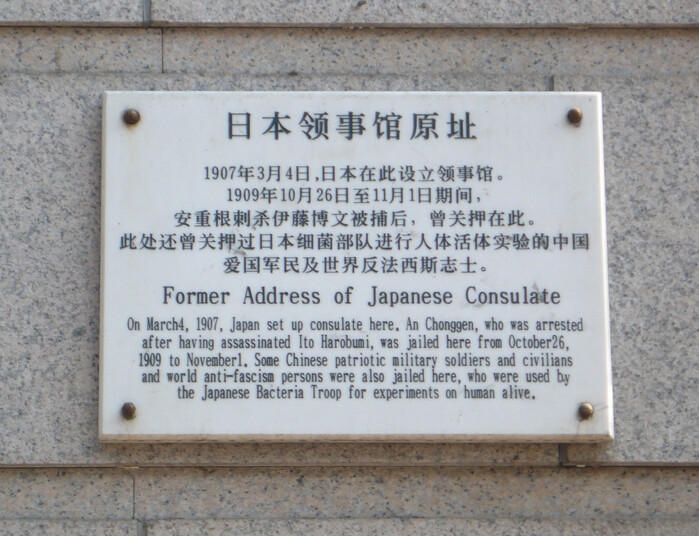 日本领事馆原址
1907年3月4日,日本在此设立领事馆。
1909年10月26日至11月1日期间,
安重根刺杀伊藤博文被捕后，曾关押在此。
此处还曾关押过日本细菌部队进行人体活体实验的中国
爱国军民及世界反法西斯志士。
Former Address of Japanese Consulate
On March4, 1907, Japan set up consulate here. An Chonggen, who was arrested
after having assassinated Ito Harobumi, was jailed here from October26,
1909 to November1. Some Chinese patriotic military soldiers and civilians
and world anti-fascism persons were also jailed here, who were used by
the Japanese Bacteria Troop for experiments on human alive.